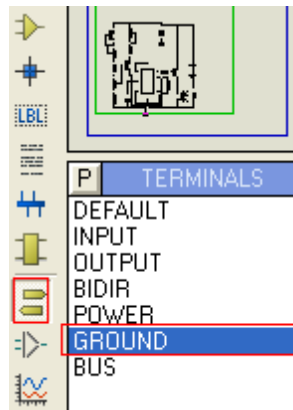 LBL
P TERMINALS
DEFAULT
INPUT
OUTPUT
BIDIR
POWER
GROUND
BUS